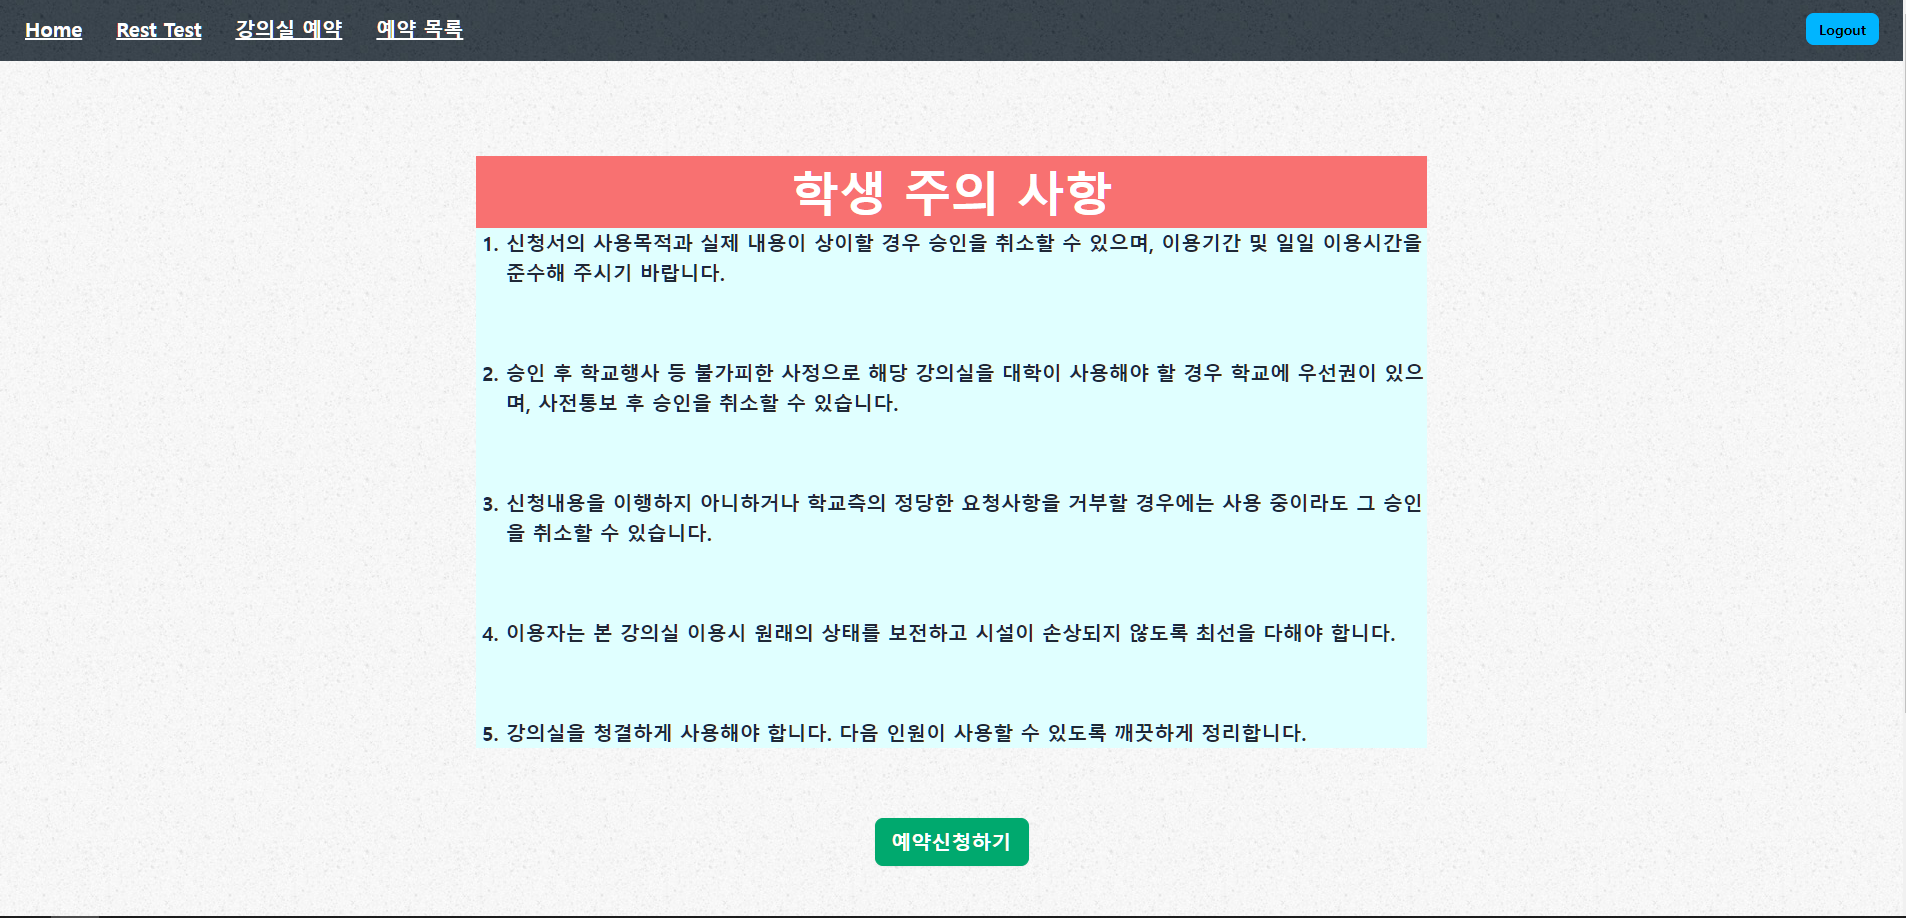 Home Rest Test 강의실 예약 예약 목록 Logout
학생 주의 사항
1. 신청서의 사용목적과 실제 내용이 상이할 경우 승인을 취소할 수 있으며, 이용기간 및 일일 이용시간을
준수해 주시기 바랍니다.
2. 승인 후 학교행사 등 불가피한 사정으로 해당 강의실을 대학이 사용해야 할 경우 학교에 우선권이 있으
며, 사전통보 후 승인을 취소할 수 있습니다.
3. 신청내용을 이행하지 아니하거나 학교측의 정당한 요청사항을 거부할 경우에는 사용 중이라도 그 승인
을 취소할 수 있습니다.
4. 이용자는 본 강의실 이용시 원래의 상태를 보전하고 시설이 손상되지 않도록 최선을 다해야 합니다.
5. 강의실을 청결하게 사용해야 합니다. 다음 인원이 사용할 수 있도록 깨끗하게 정리합니다.
예약신청하기